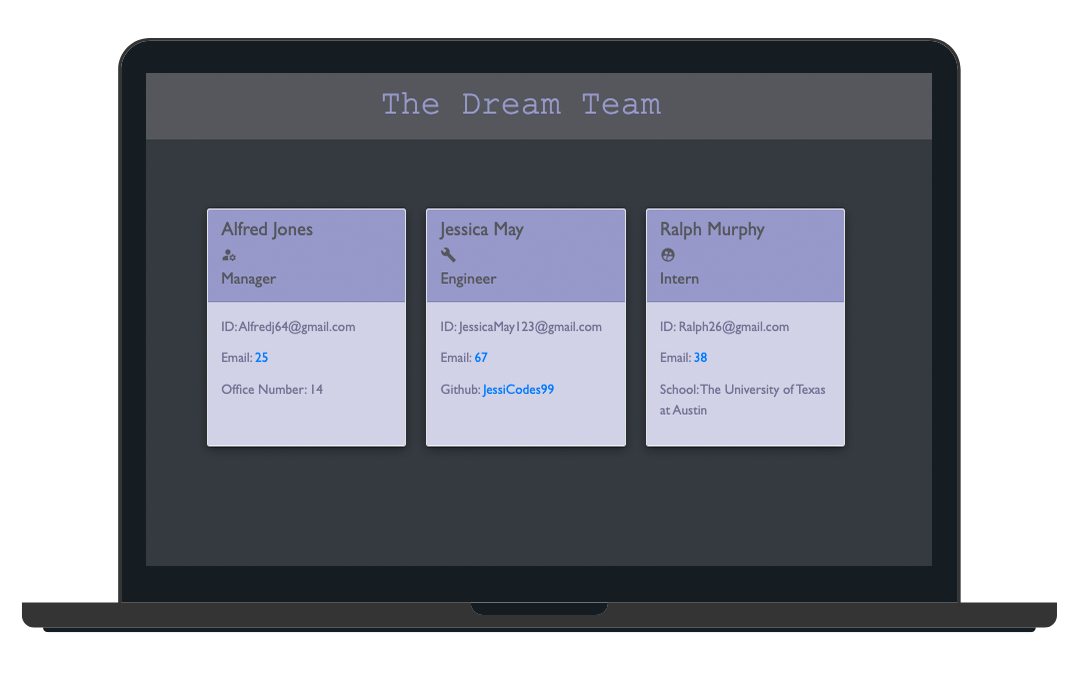 The Dream Team
Alfred Jones
Manager
ID: Alfredj64@gmail.com
Email: 25
Office Number: 14
Jessica May
Engineer
ID: JessicaMay123@gmail.com
Email: 67
Github: JessiCodes99
Ralph Murphy
Intern
ID: Ralph26@gmail.com
Email: 38
School: The University of Texas
at Austin